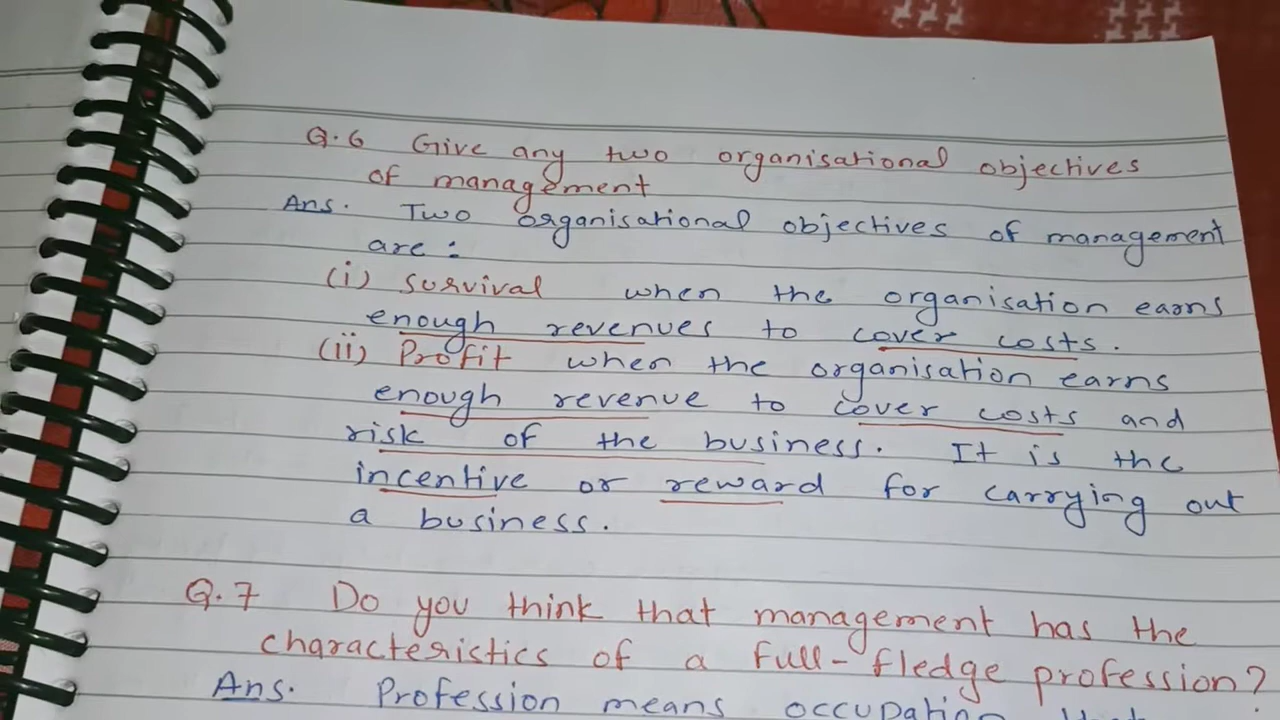 Q.6 Give any two organisational objectives
of management
Ans. Two organisational objectives of management
are :
(i) Survival when the organisation earns
enough revenues to cover costs.
(ii) Profit when the organisation earns
enough revenue to cover costs and
risk of the business. It is the
incentive or reward for carrying out
a business.
Q.7 Do you think that management has the
characteristics of a full-fledge profession?
Ans. Profession means occupation